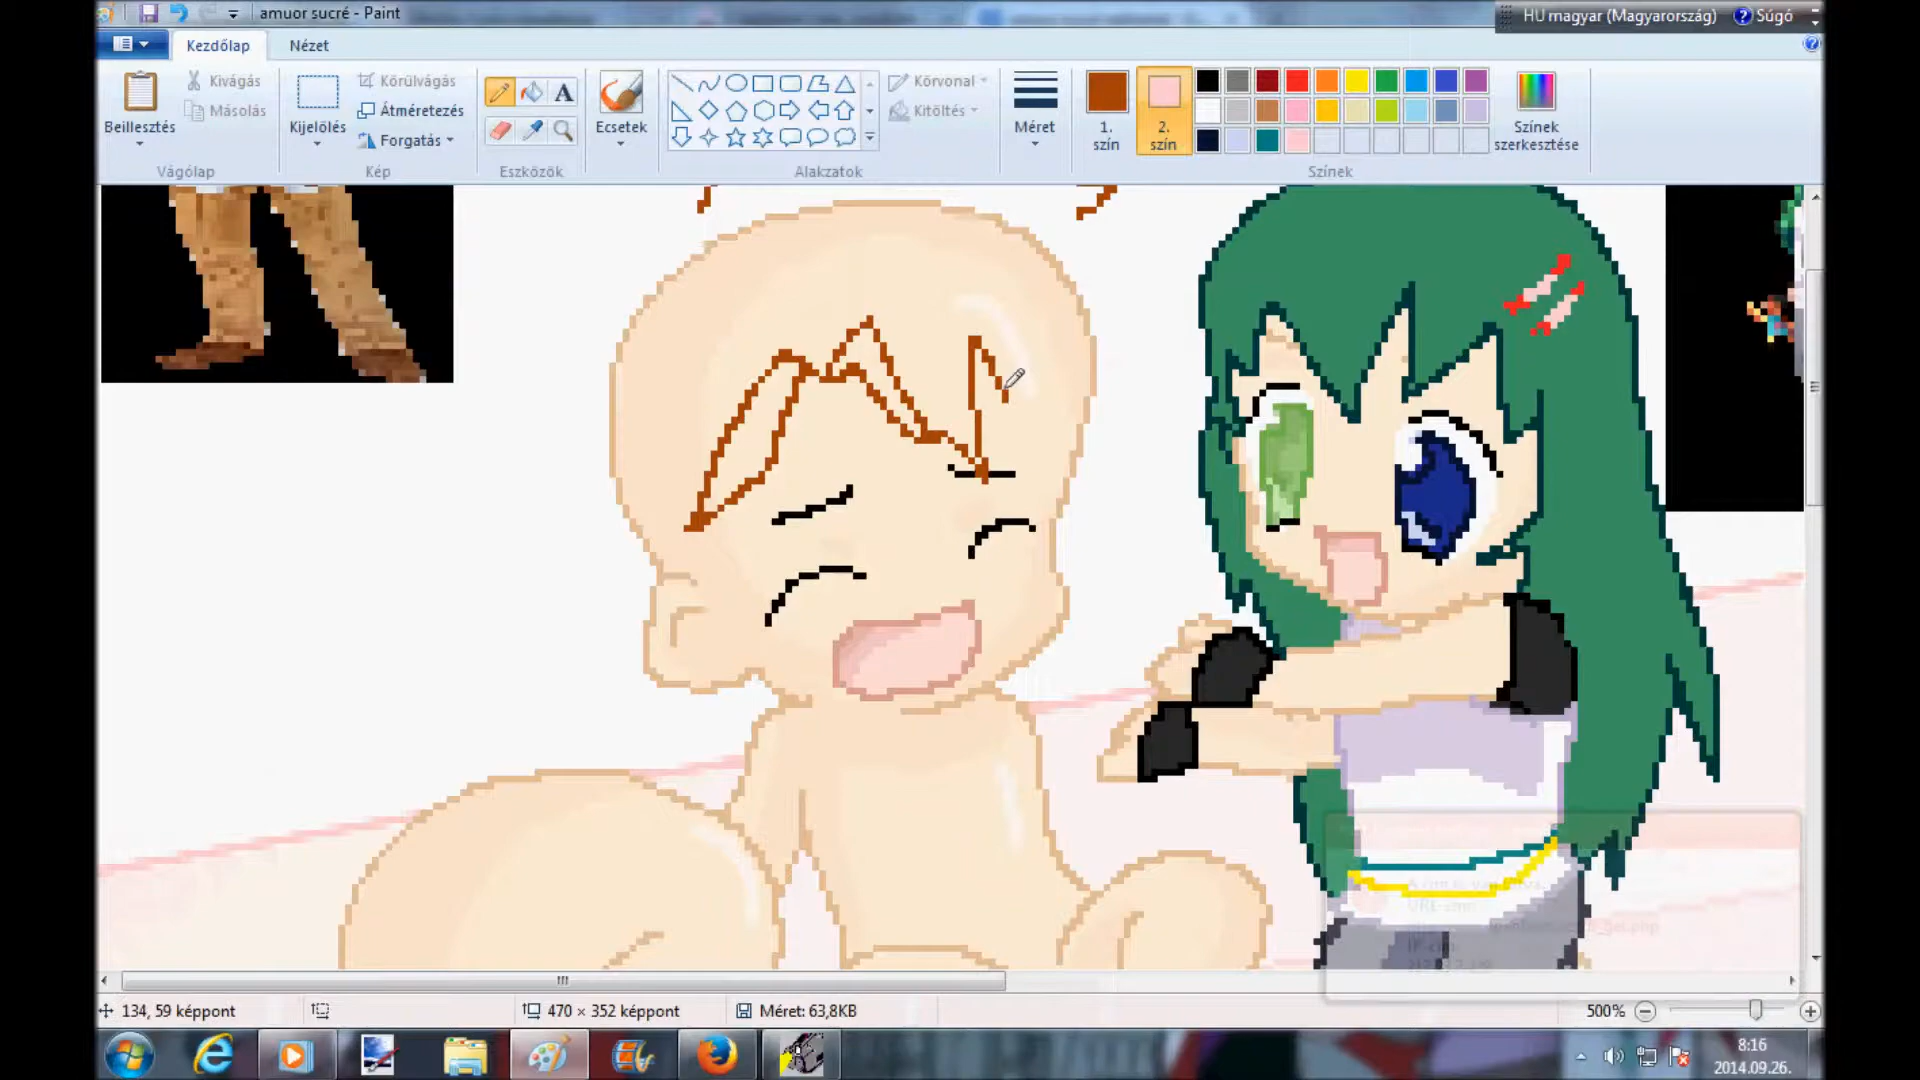 amuor sucré - Paint
HU magyar (Magyarország)
Súgó
Kezdőlap
Nézet
Beillesztés
Kivágás
Másolás
Vágólap
Kijelölés
Körülvágás
Átméretezés
Forgatás
Kép
A
Eszközök
Ecsetek
Alakzatok
Körvonal
Kitöltés
Méret
1.
szín
2.
szín
Színek
szerkesztése
Színek
134, 59 képpont
470 × 352 képpont
Méret: 63,8KB
500%
8:16
2014.09.26.